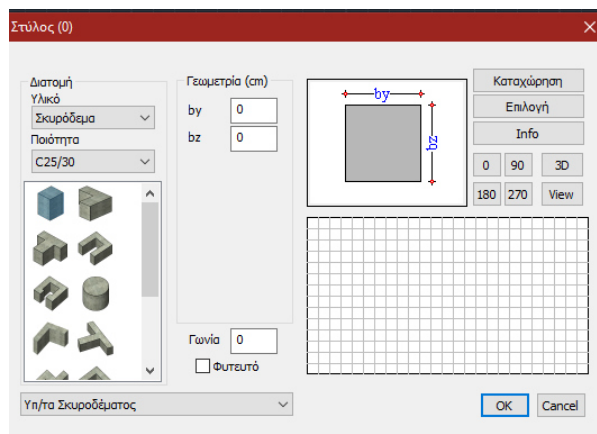 Στύλος (0)
Διατομή
Υλικό
Σκυρόδεμα
Ποιότητα
C25/30
Γεωμετρία (cm)
by 0
bz 0
Γωνία 0
Φυτευτό
by
bz
Καταχώρηση
Επιλογή
Info
0 90 3D
180 270 View
Υπ/τα Σκυροδέματος
OK Cancel